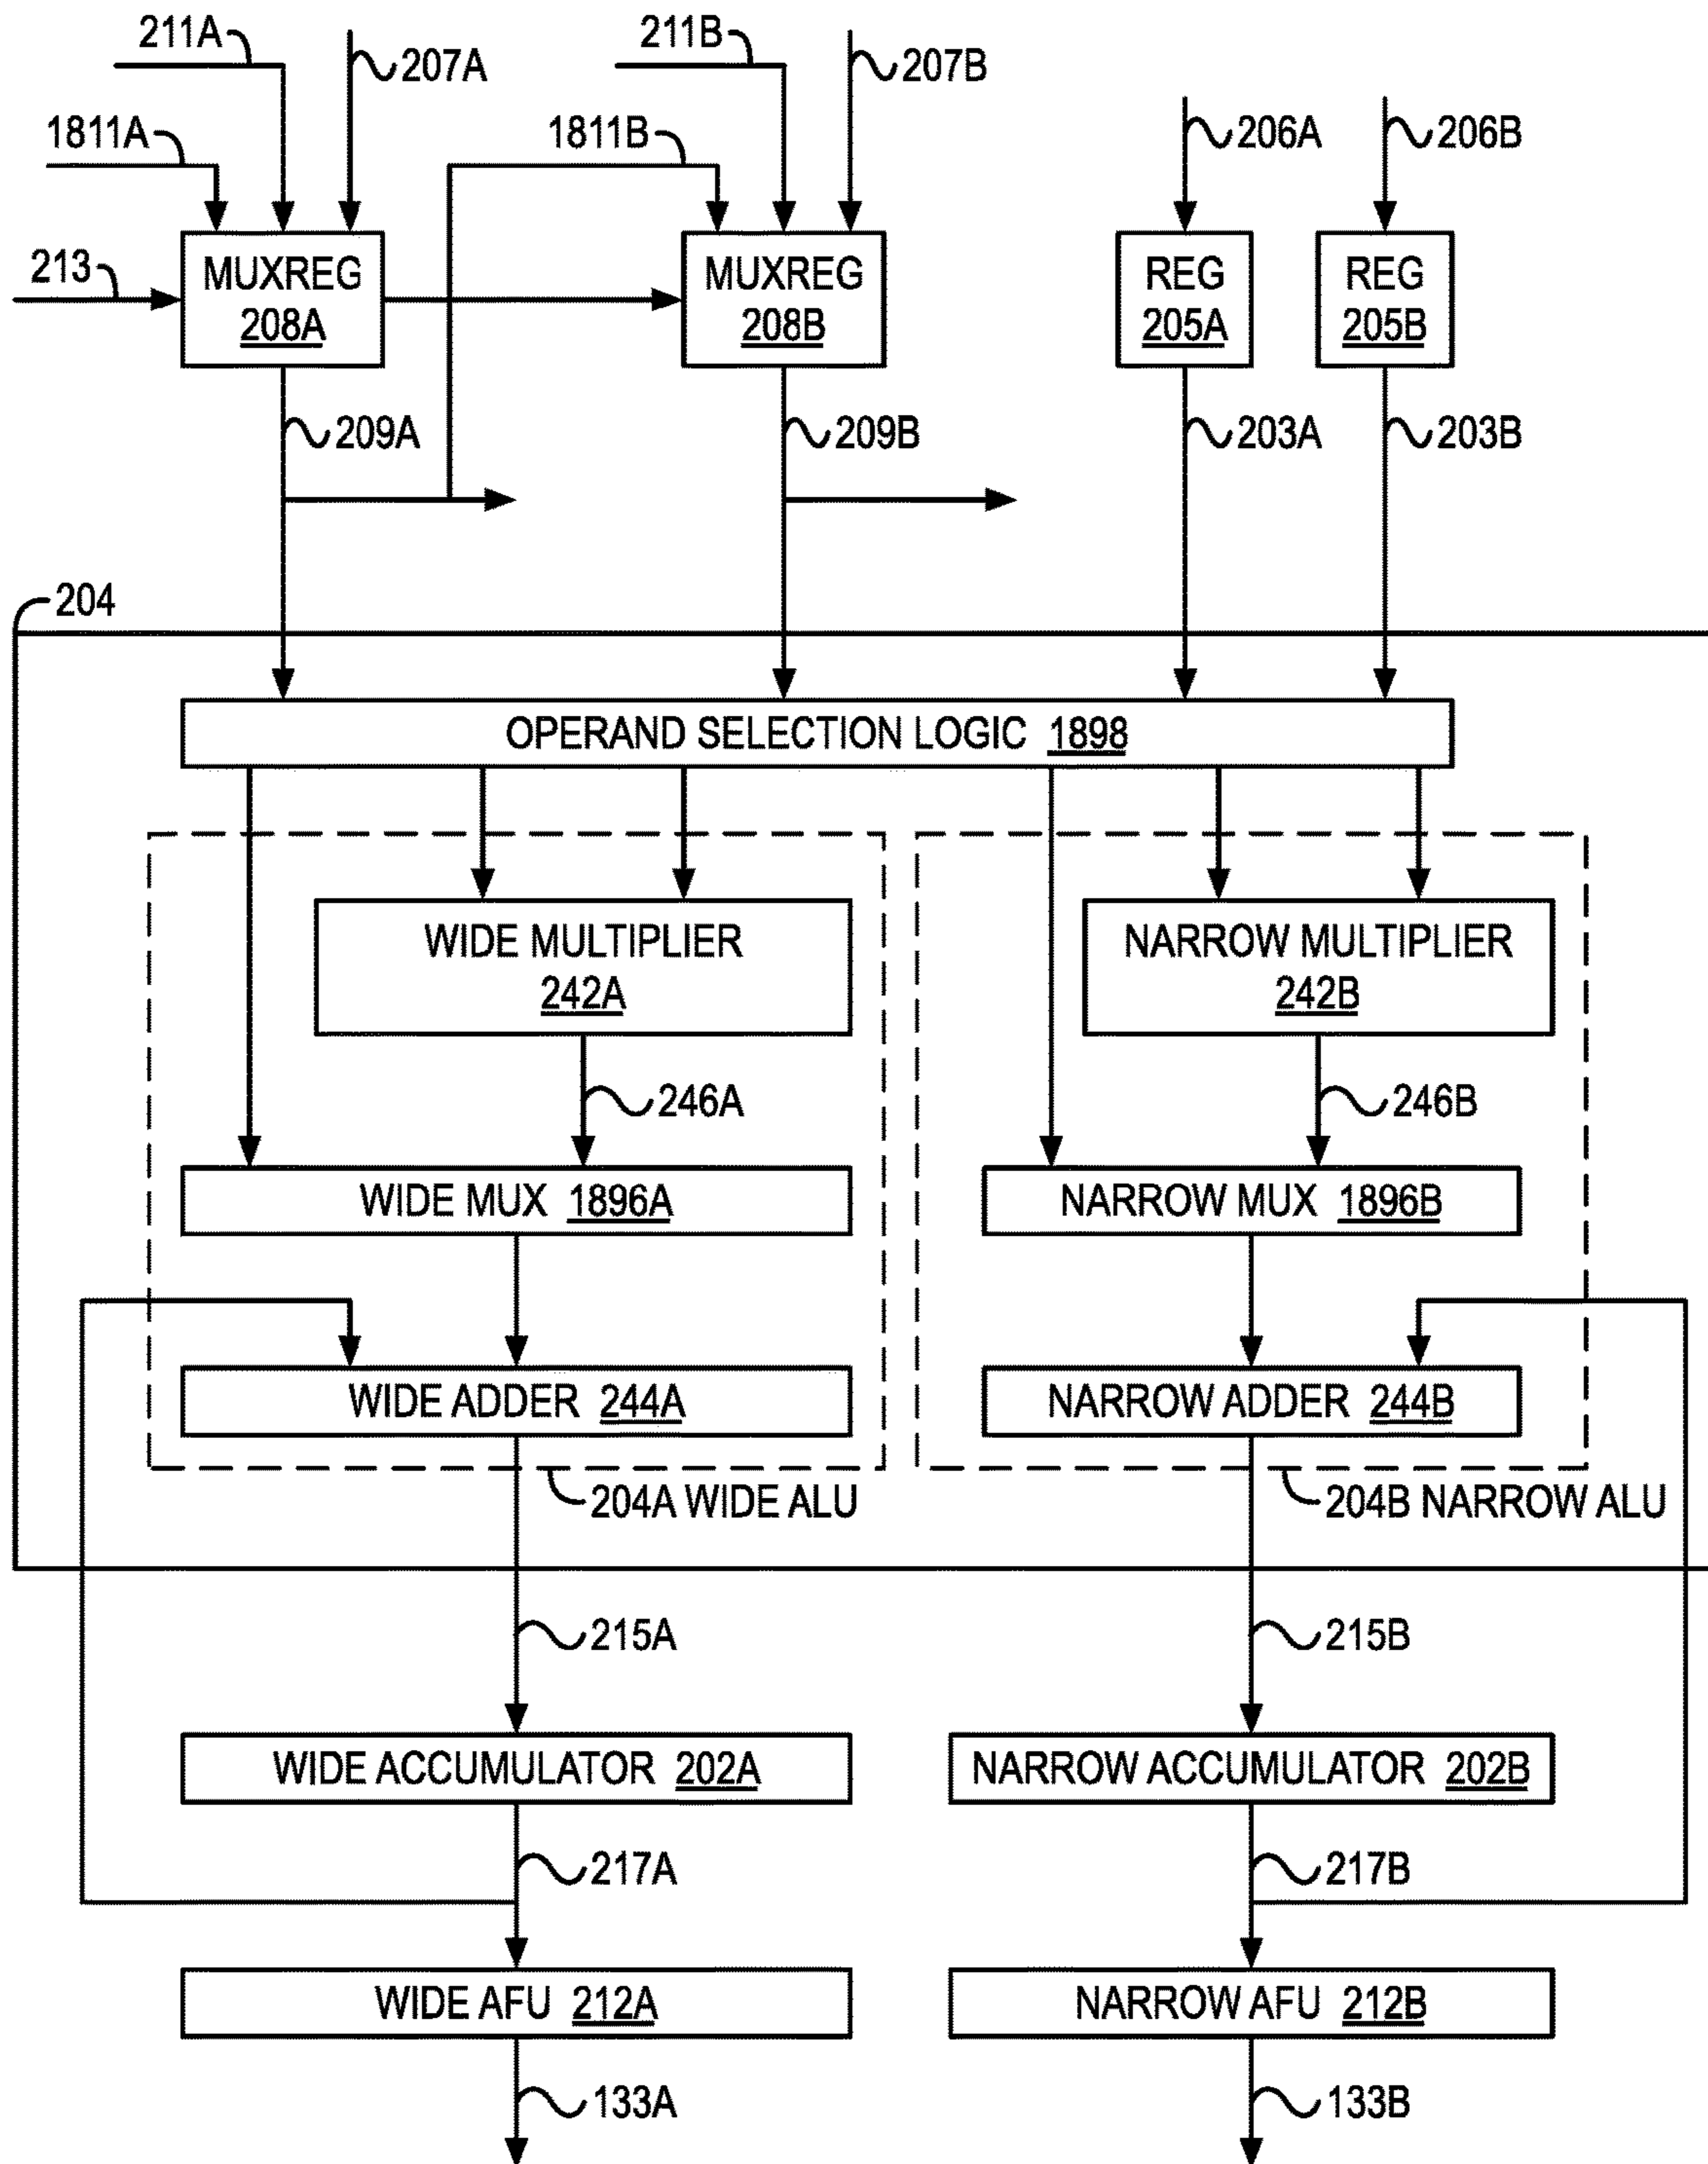 211A
207A
211B
207B
1811A
1811B
206A
206B
213
MUXREG
208A
MUXREG
208B
REG
205A
REG
205B
209A
209B
203A
203B
204
OPERAND SELECTION LOGIC 1898
WIDE MULTIPLIER
242A
NARROW MULTIPLIER
242B
246A
246B
WIDE MUX 1896A
NARROW MUX 1896B
WIDE ADDER 244A
NARROW ADDER 244B
204A WIDE ALU
204B NARROW ALU
215A
215B
WIDE ACCUMULATOR 202A
NARROW ACCUMULATOR 202B
217A
217B
WIDE AFU 212A
NARROW AFU 212B
133A
133B